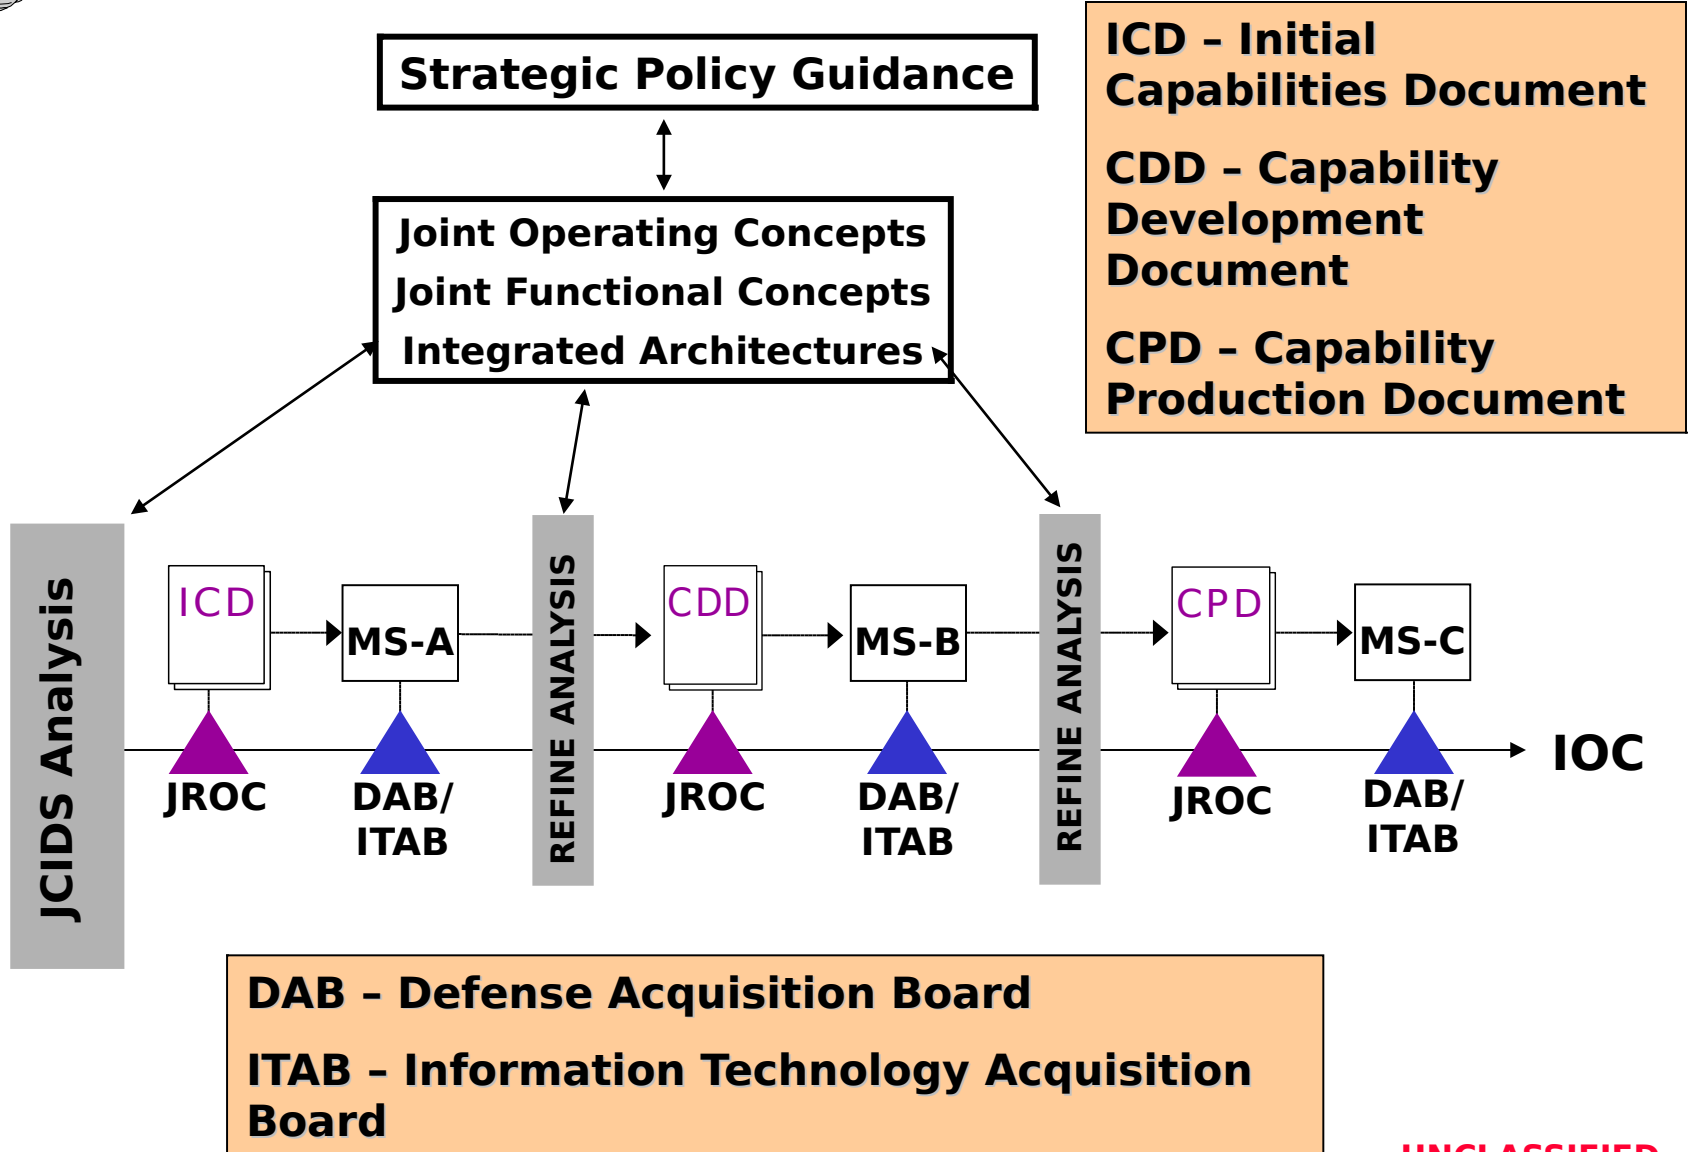 Strategic Policy Guidance
ICD – Initial
Capabilities Document
CDD – Capability
Development
Document
CPD – Capability
Production Document
Joint Operating Concepts
Joint Functional Concepts
Integrated Architectures
JCIDS Analysis
ICD
MS-A
REFINE ANALYSIS
CDD
MS-B
REFINE ANALYSIS
CPD
MS-C
JROC
DAB/
ITAB
JROC
DAB/
ITAB
JROC
DAB/
ITAB
IOC
DAB – Defense Acquisition Board
ITAB – Information Technology Acquisition
Board
UNCLASSIFIED